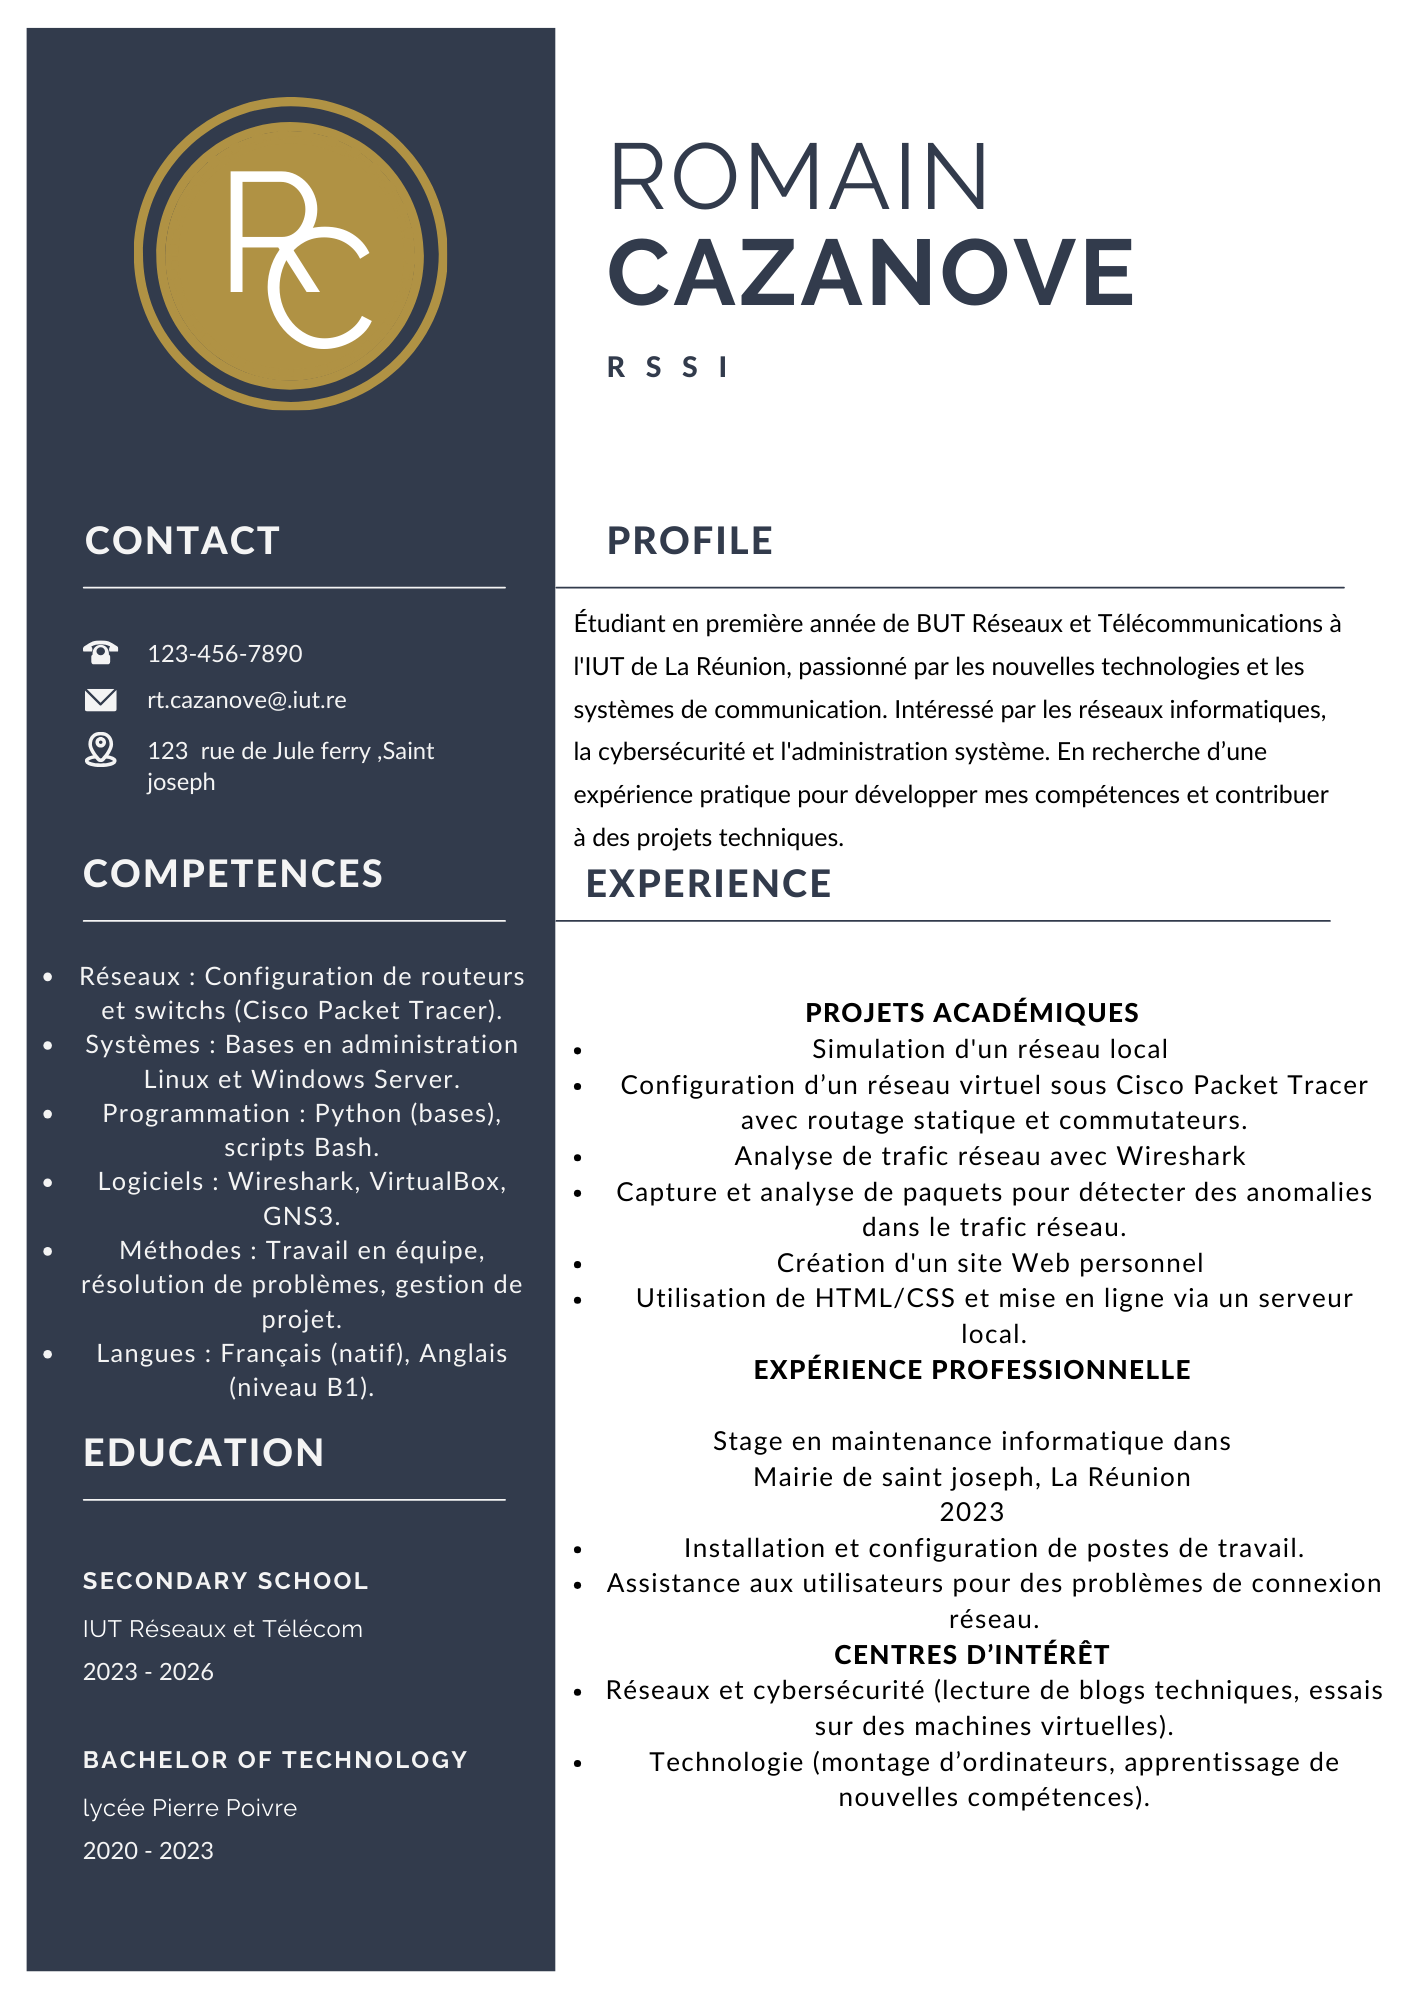 RC
ROMAIN
CAZANOVE
RSSI
CONTACT
123-456-7890
rt.cazanove@.iut.re
123  rue de Jule ferry ,Saint
joseph
COMPETENCES
• Réseaux : Configuration de routeurs
et switchs (Cisco Packet Tracer).
• Systèmes : Bases en administration
Linux et Windows Server.
• Programmation : Python (bases),
scripts Bash.
• Logiciels : Wireshark, VirtualBox,
GNS3.
• Méthodes : Travail en équipe,
résolution de problèmes, gestion de
projet.
• Langues : Français (natif), Anglais
(niveau B1).
EDUCATION
SECONDARY SCHOOL
IUT Réseaux et Télécom
2023 - 2026
BACHELOR OF TECHNOLOGY
lycée Pierre Poivre
2020 - 2023
PROFILE
Étudiant en première année de BUT Réseaux et Télécommunications à
l'IUT de La Réunion, passionné par les nouvelles technologies et les
systèmes de communication. Intéressé par les réseaux informatiques,
la cybersécurité et l'administration système. En recherche d’une
expérience pratique pour développer mes compétences et contribuer
à des projets techniques.
EXPERIENCE
PROJETS ACADÉMIQUES
• Simulation d'un réseau local
• Configuration d’un réseau virtuel sous Cisco Packet Tracer
avec routage statique et commutateurs.
• Analyse de trafic réseau avec Wireshark
• Capture et analyse de paquets pour détecter des anomalies
dans le trafic réseau.
• Création d'un site Web personnel
• Utilisation de HTML/CSS et mise en ligne via un serveur
local.
EXPÉRIENCE PROFESSIONNELLE
Stage en maintenance informatique dans
Mairie de saint joseph, La Réunion
2023
• Installation et configuration de postes de travail.
• Assistance aux utilisateurs pour des problèmes de connexion
réseau.
CENTRES D’INTÉRÊT
• Réseaux et cybersécurité (lecture de blogs techniques, essais
sur des machines virtuelles).
• Technologie (montage d’ordinateurs, apprentissage de
nouvelles compétences).